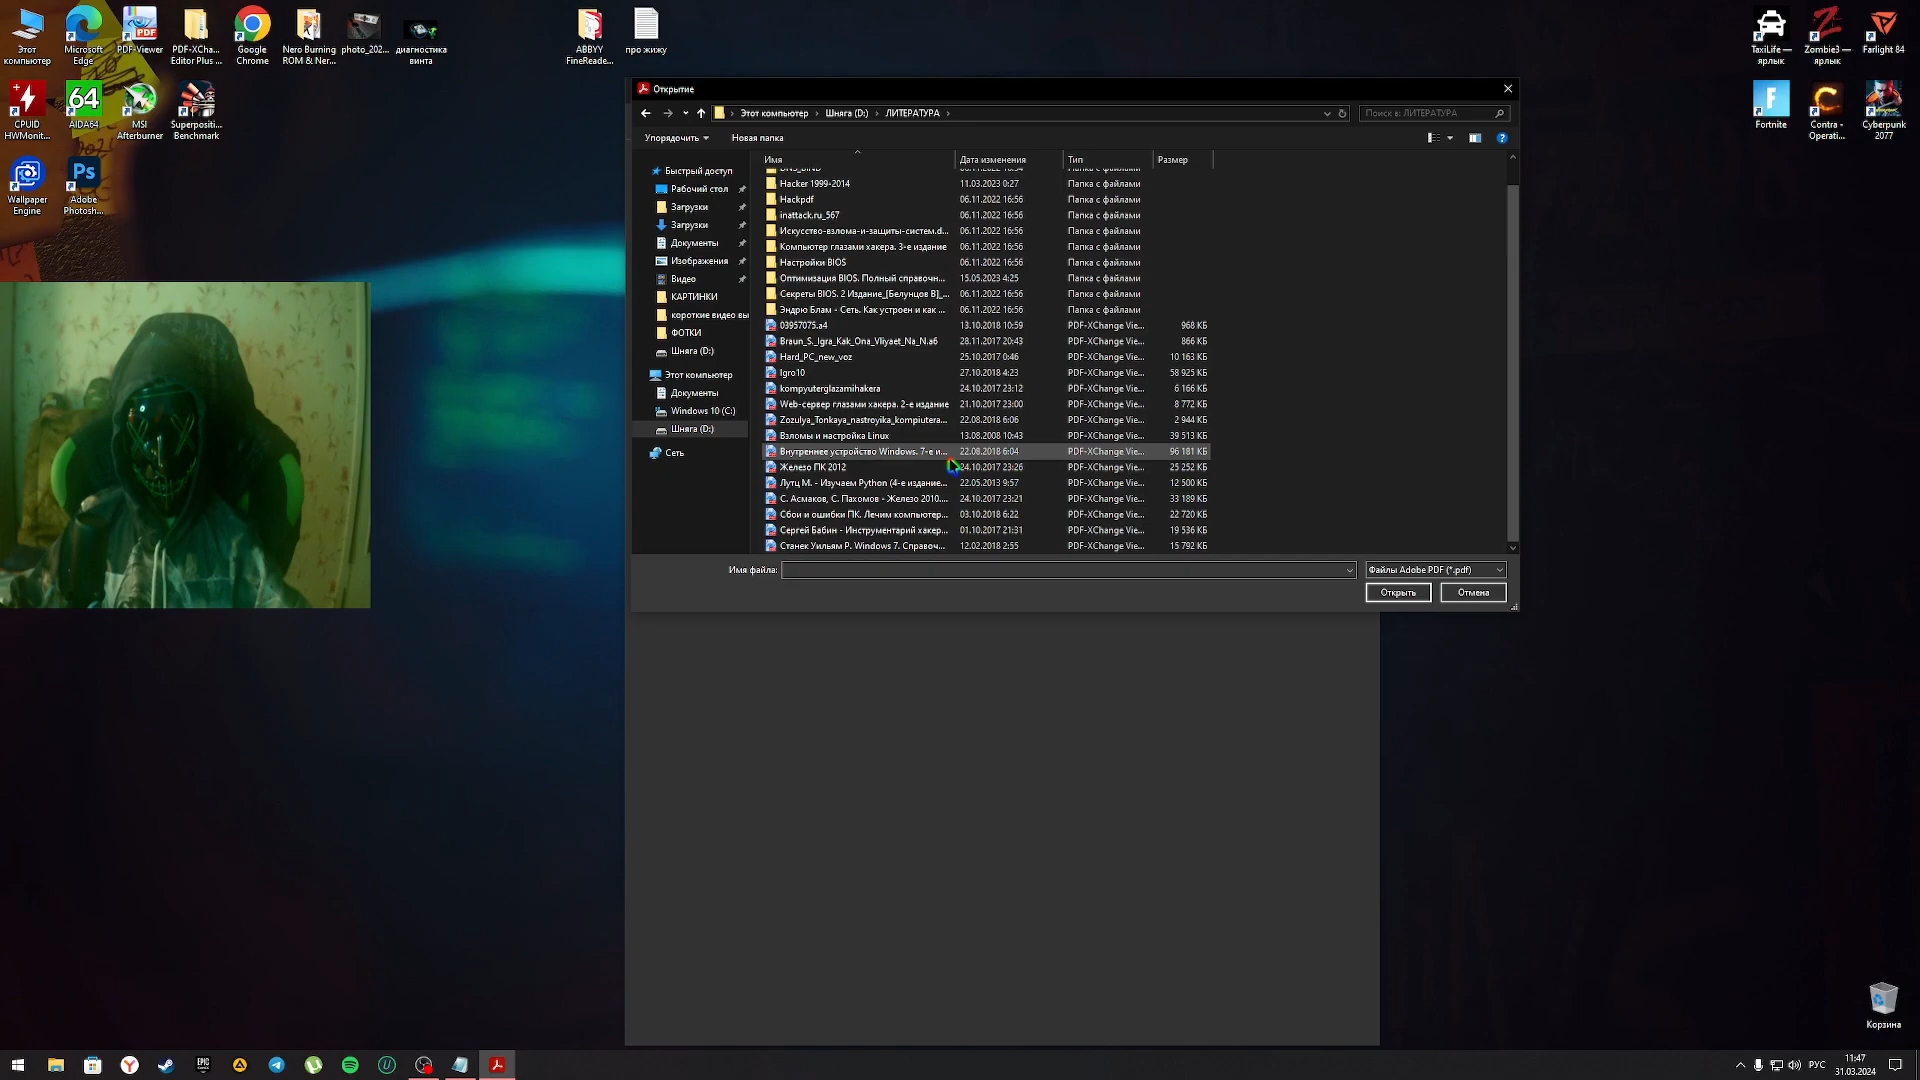 Этот компьютер
Microsoft Edge
PDF-Viewer
PDF-XCha... Editor Plus ...
Google Chrome
Nero Burning ROM & Ner...
photo_202...
диагностика винта
ABBYY FineReade...
про жижу
TaxiLife — ярлык
Zombie3 — ярлык
Farlight 84
CPUID HWMonit...
64
AIDA64
MSI Afterburner
Superpositi... Benchmark
Fortnite
Contra - Operati...
Cyberpunk 2077
Wallpaper Engine
Ps
Adobe Photosh...
Открытие
Этот компьютер › Шняга (D:) › ЛИТЕРАТУРА ›
Поиск в: ЛИТЕРАТУРА
Упорядочить
Новая папка
Имя Дата изменения Тип Размер
Быстрый доступ
Рабочий стол
Загрузки
Загрузки
Документы
Изображения
Видео
КАРТИНКИ
короткие видео вы
ФОТКИ
Шняга (D:)
Этот компьютер
Документы
Windows 10 (C:)
Шняга (D:)
Сеть
Hacker 1999-2014 11.03.2023 0:27 Папка с файлами
Hackpdf 06.11.2022 16:56 Папка с файлами
inattack.ru_567 06.11.2022 16:56 Папка с файлами
Искусство-взлома-и-защиты-систем.d... 06.11.2022 16:56 Папка с файлами
Компьютер глазами хакера. 3-е издание 06.11.2022 16:56 Папка с файлами
Настройки BIOS 06.11.2022 16:56 Папка с файлами
Оптимизация BIOS. Полный справочн... 15.05.2023 4:25 Папка с файлами
Секреты BIOS. 2 Издание_[Белунцов В]_... 06.11.2022 16:56 Папка с файлами
Эндрю Блам - Сеть. Как устроен и как ... 06.11.2022 16:56 Папка с файлами
03957075.a4 13.10.2018 10:59 PDF-XChange Vie... 968 КБ
Braun_S._Igra_Kak_Ona_Vliyaet_Na_N.a6 28.11.2017 20:43 PDF-XChange Vie... 866 КБ
Hard_PC_new_voz 25.10.2017 0:46 PDF-XChange Vie... 10 163 КБ
Igro10 27.10.2018 4:23 PDF-XChange Vie... 58 925 КБ
kompyuterglazamihakera 24.10.2017 23:12 PDF-XChange Vie... 6 166 КБ
Web-сервер глазами хакера. 2-е издание 21.10.2017 23:00 PDF-XChange Vie... 8 772 КБ
Zozulya_Tonkaya_nastroyika_kompiutera... 22.08.2018 6:06 PDF-XChange Vie... 2 944 КБ
Взломы и настройка Linux 13.08.2008 10:43 PDF-XChange Vie... 39 513 КБ
Внутреннее устройство Windows. 7-е и... 22.08.2018 6:04 PDF-XChange Vie... 96 181 КБ
Железо ПК 2012 24.10.2017 23:26 PDF-XChange Vie... 25 252 КБ
Лутц М. - Изучаем Python (4-е издание... 22.05.2013 9:57 PDF-XChange Vie... 12 500 КБ
С. Асмаков, С. Пахомов - Железо 2010.... 24.10.2017 23:21 PDF-XChange Vie... 33 189 КБ
Сбои и ошибки ПК. Лечим компьютер... 03.10.2018 6:22 PDF-XChange Vie... 22 720 КБ
Сергей Бабин - Инструментарий хакер... 01.10.2017 21:31 PDF-XChange Vie... 19 536 КБ
Станек Уильям Р. Windows 7. Справоч... 12.02.2018 2:55 PDF-XChange Vie... 15 792 КБ
Имя файла:
Файлы Adobe PDF (*.pdf)
Открыть
Отмена
Корзина
EPIC
РУС
11:47
31.03.2024